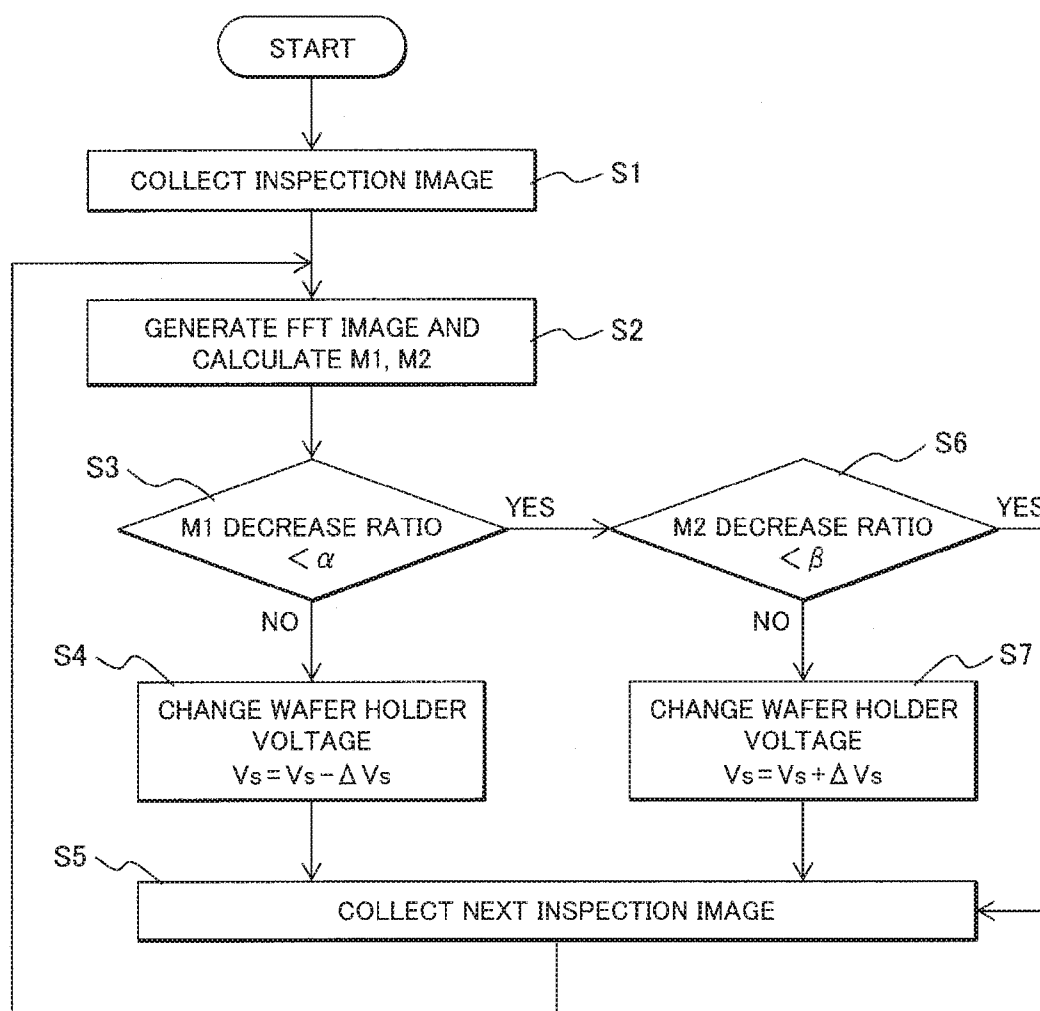 START
COLLECT INSPECTION IMAGE
S1
GENERATE FFT IMAGE AND
CALCULATE M1, M2
S2
S3
M1 DECREASE RATIO
< α
YES
NO
S6
M2 DECREASE RATIO
< β
YES
NO
S4
CHANGE WAFER HOLDER
VOLTAGE
Vs=Vs-ΔVs
S7
CHANGE WAFER HOLDER
VOLTAGE
Vs=Vs+ΔVs
S5
COLLECT NEXT INSPECTION IMAGE